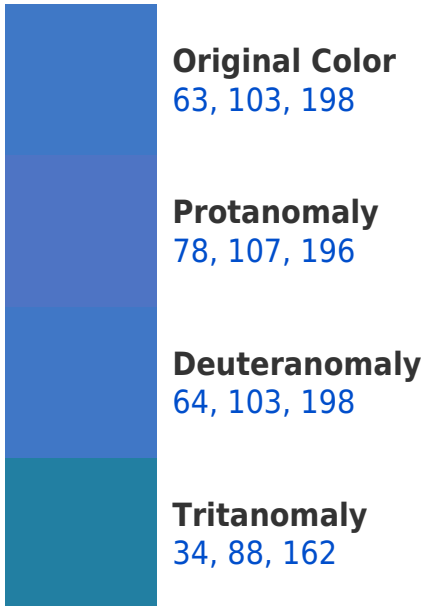 Original Color
63, 103, 198
Protanomaly
78, 107, 196
Deuteranomaly
64, 103, 198
Tritanomaly
34, 88, 162